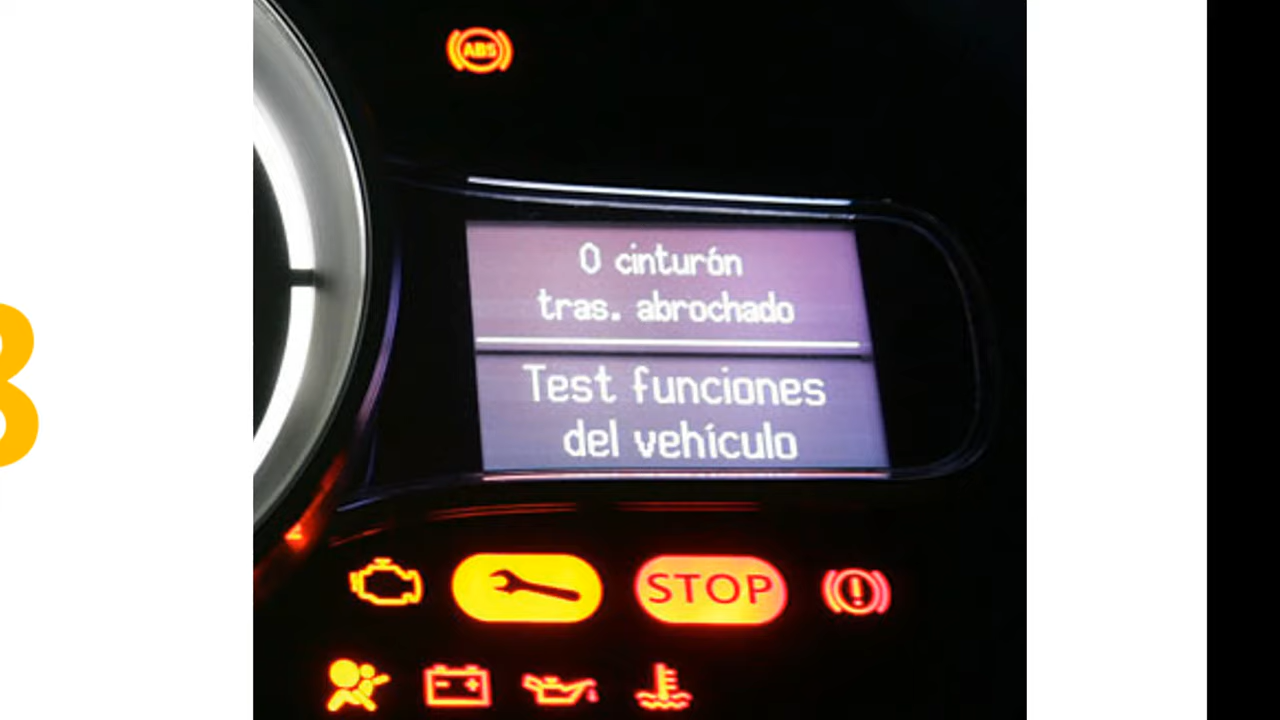 ABS
0 cinturón
tras. abrochado
Test funciones
del vehículo
STOP